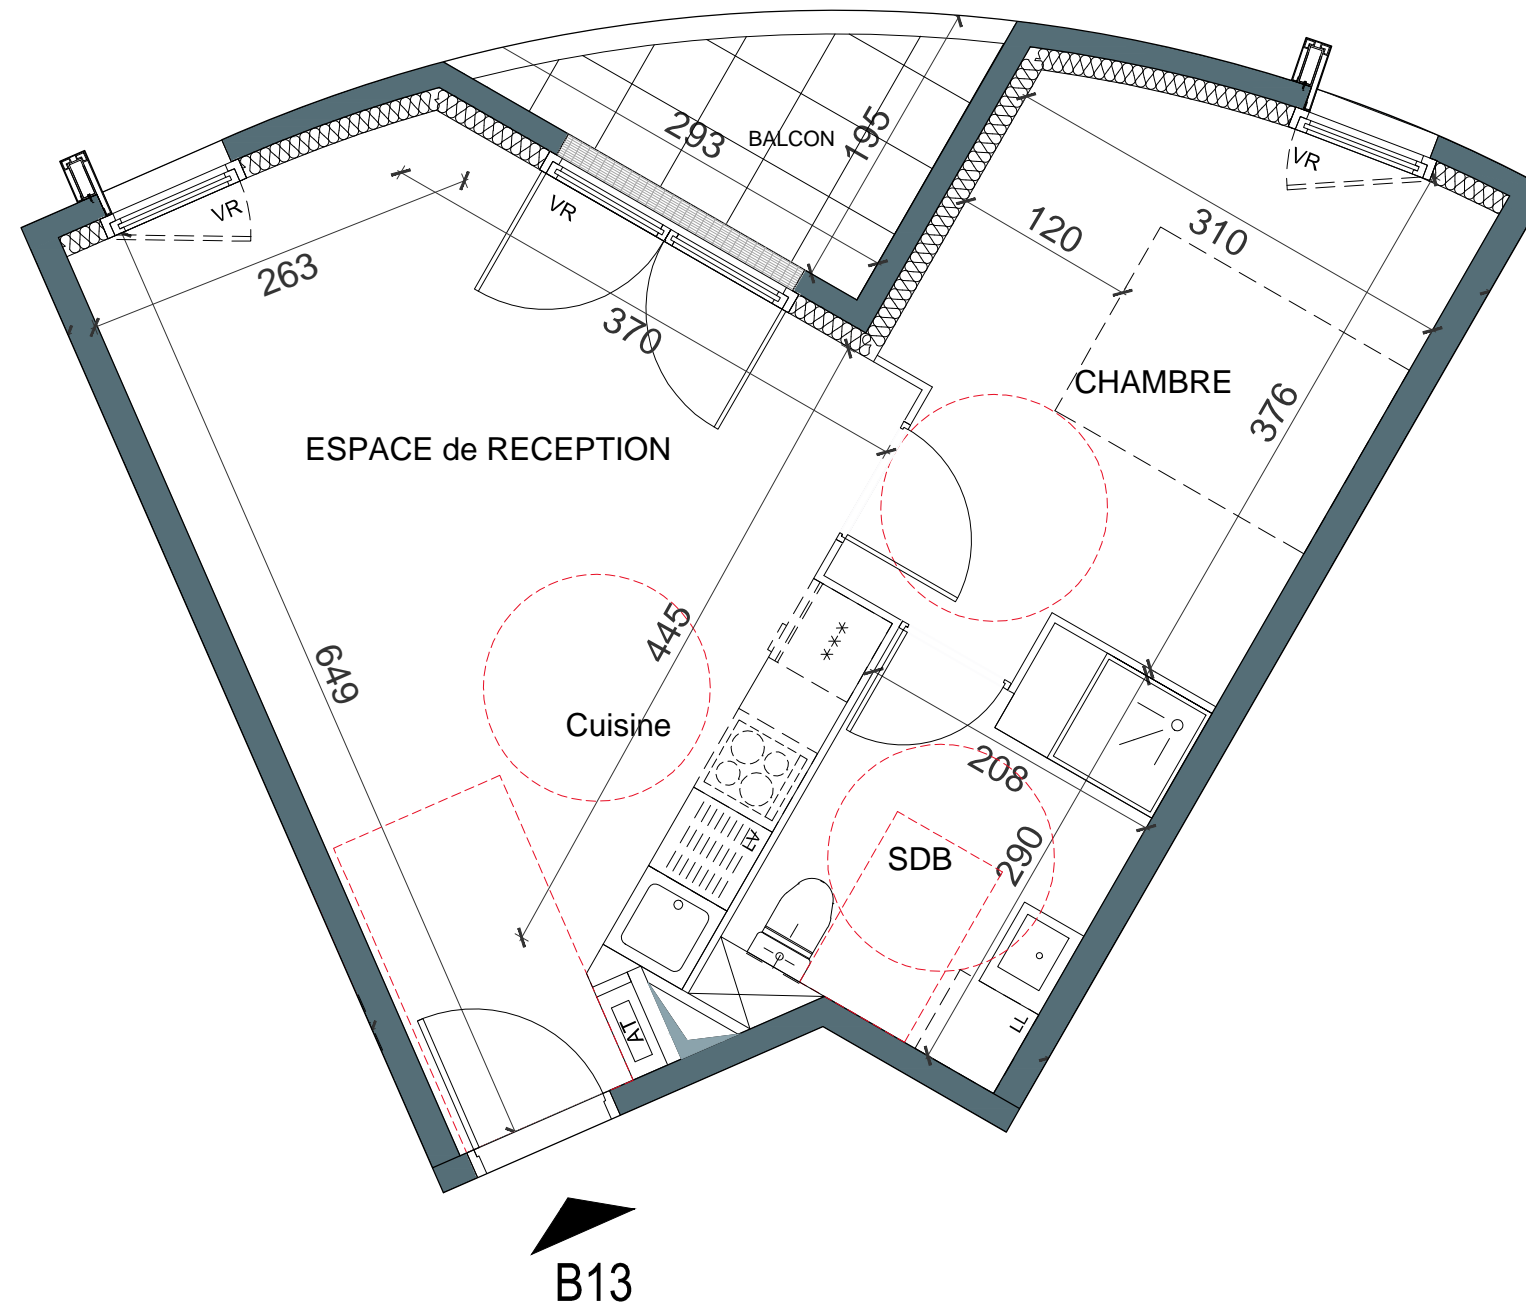 293
BALCON
195
VR
VR
VR
263
120
310
370
CHAMBRE
376
ESPACE de RECEPTION
445
***
649
Cuisine
208
LV
SDB
290
AT
LL
B13